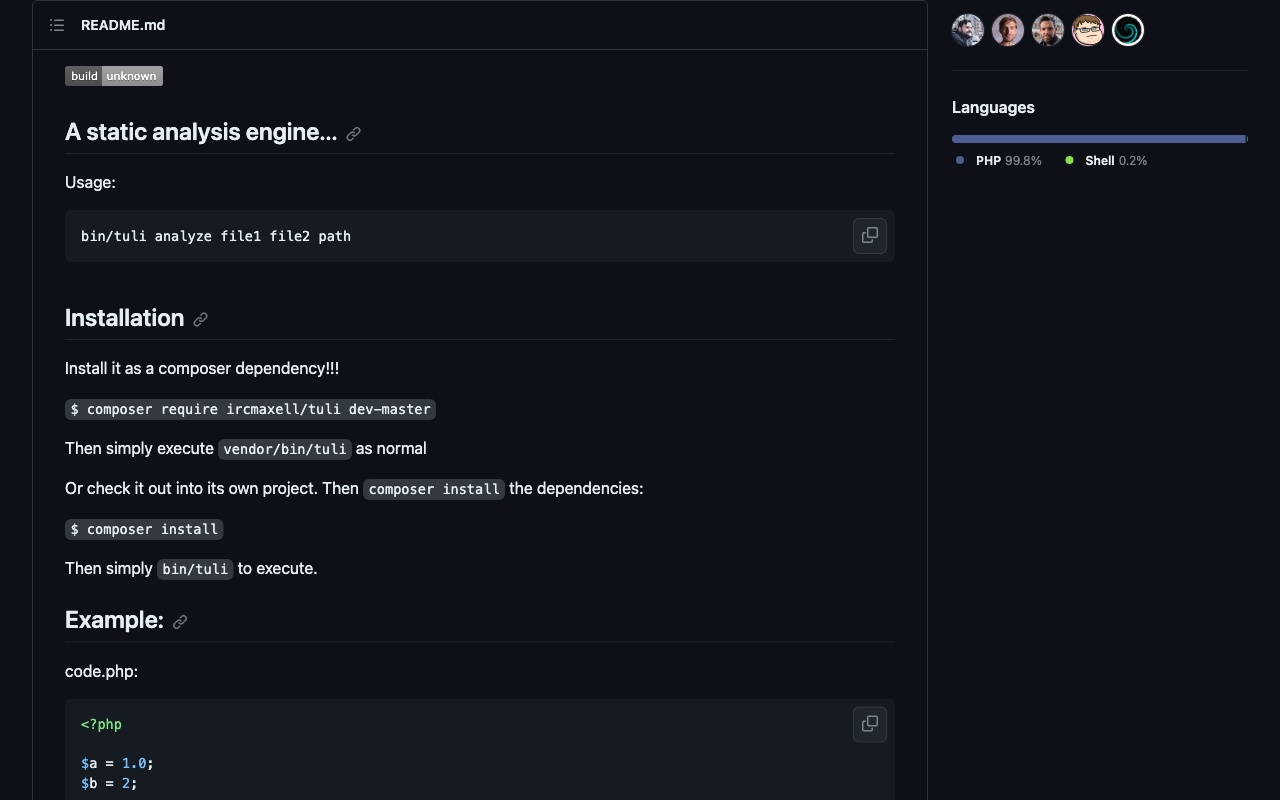 README.md
build unknown
A static analysis engine...
Usage:
bin/tuli analyze file1 file2 path
Installation
Install it as a composer dependency!!!
$ composer require ircmaxell/tuli dev-master
Then simply execute vendor/bin/tuli as normal
Or check it out into its own project. Then composer install the dependencies:
$ composer install
Then simply bin/tuli to execute.
Example:
code.php:
<?php
$a = 1.0;
$b = 2;
Languages
PHP 99.8% Shell 0.2%